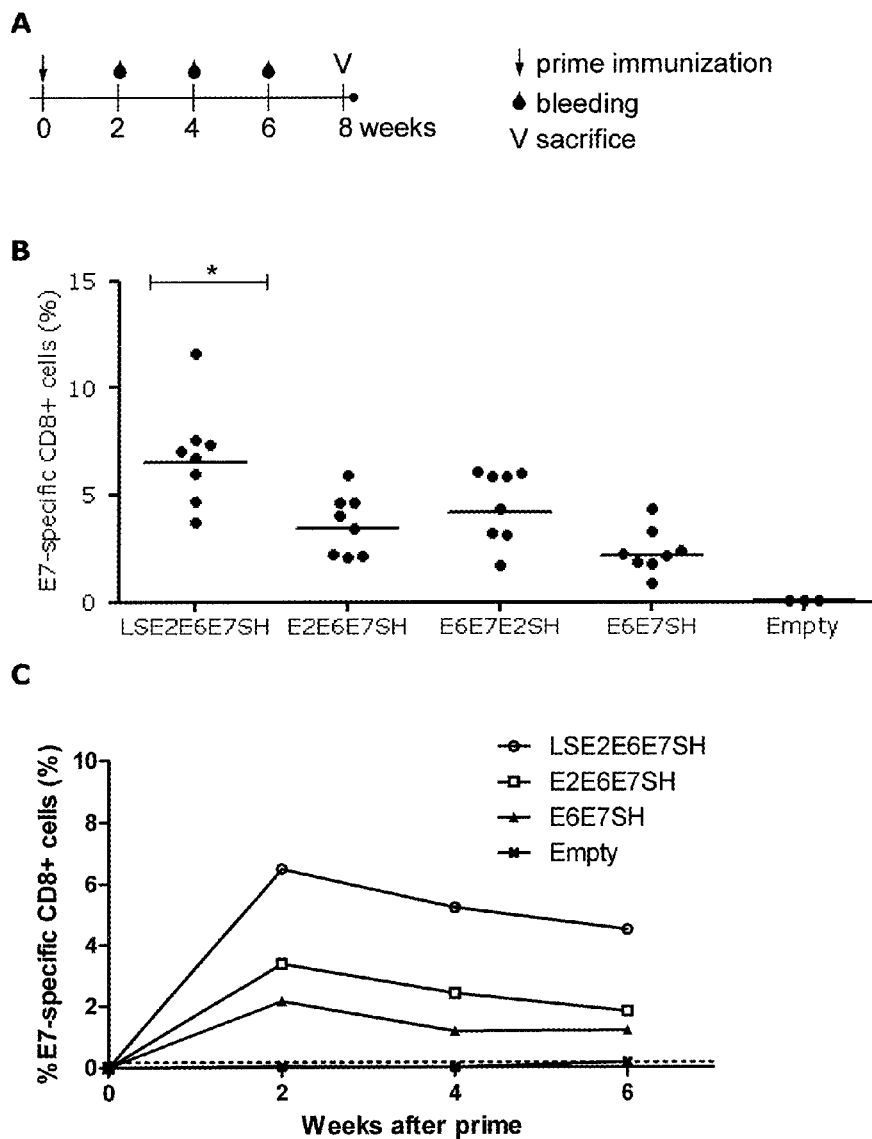 A
V
0 2 4 6 8 weeks
prime immunization
bleeding
V sacrifice
B
E7-specific CD8+ cells (%)
*
15
10
5
0
LSE2E6E7SH E2E6E7SH E6E7E2SH E6E7SH Empty
C
%E7-specific CD8+ cells (%)
10
8
6
4
2
0
LSE2E6E7SH
E2E6E7SH
E6E7SH
Empty
0 2 4 6
Weeks after prime